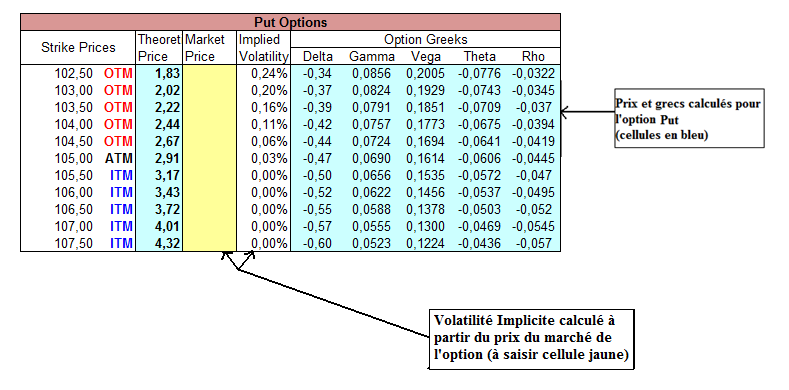 Put Options
Strike Prices Theoret Market Implied Option Greeks
Price Price Volatility Delta Gamma Vega Theta Rho
102,50 OTM 1,83 0,24% -0,34 0,0856 0,2005 -0,0776 -0,0322
103,00 OTM 2,02 0,20% -0,37 0,0824 0,1929 -0,0743 -0,0345
103,50 OTM 2,22 0,16% -0,39 0,0791 0,1851 -0,0709 -0,037
104,00 OTM 2,44 0,11% -0,42 0,0757 0,1773 -0,0675 -0,0394
104,50 OTM 2,67 0,06% -0,44 0,0724 0,1694 -0,0641 -0,0419
105,00 ATM 2,91 0,03% -0,47 0,0690 0,1614 -0,0606 -0,0445
105,50 ITM 3,17 0,00% -0,50 0,0656 0,1535 -0,0572 -0,047
106,00 ITM 3,43 0,00% -0,52 0,0622 0,1456 -0,0537 -0,0495
106,50 ITM 3,72 0,00% -0,55 0,0588 0,1378 -0,0503 -0,052
107,00 ITM 4,01 0,00% -0,57 0,0555 0,1300 -0,0469 -0,0545
107,50 ITM 4,32 0,00% -0,60 0,0523 0,1224 -0,0436 -0,057
Prix et grecs calculés pour
l'option Put
(cellules en bleu)
Volatilité Implicite calculé à
partir du prix du marché de
l'option (à saisir cellule jaune)